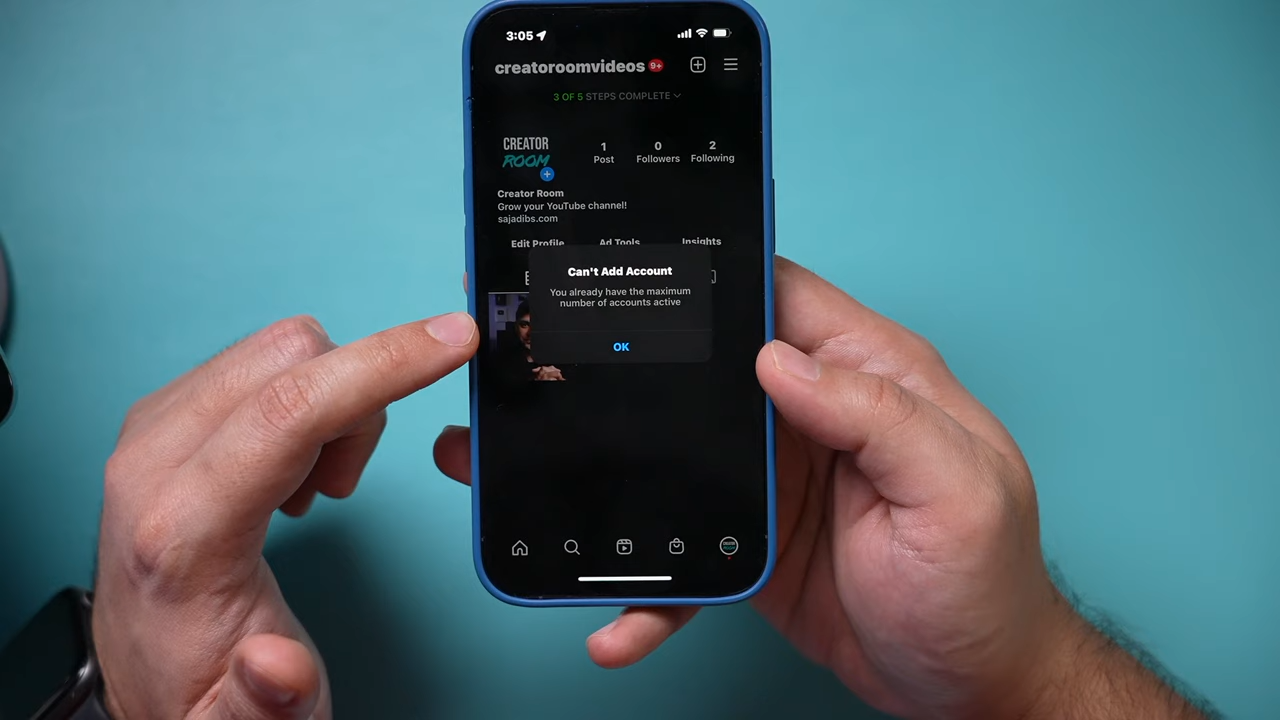 3:05
creatoroomvideos 9+
3 OF 5 STEPS COMPLETE
CREATOR
ROOM
1
Post
0
Followers
2
Following
Creator Room
Grow your YouTube channel!
sajadibs.com
Edit Profile
Ad Tools
Insights
Can't Add Account
You already have the maximum
number of accounts active
OK